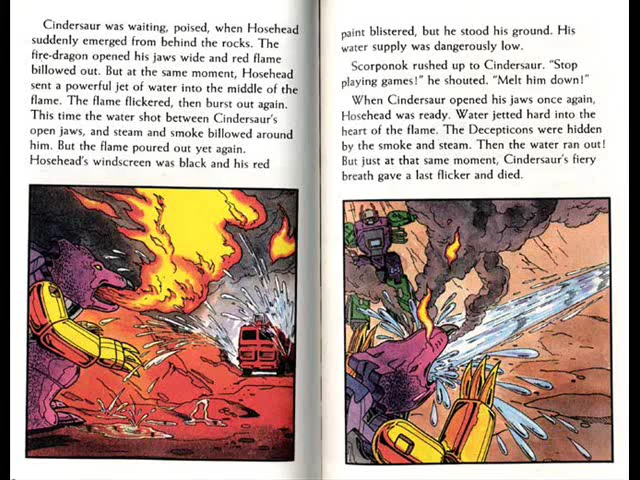 Cindersaur was waiting, poised, when Hosehead
suddenly emerged from behind the rocks. The
fire-dragon opened his jaws wide and red flame
billowed out. But at the same moment, Hosehead
sent a powerful jet of water into the middle of the
flame. The flame flickered, then burst out again.
This time the water shot between Cindersaur's
open jaws, and steam and smoke billowed around
him. But the flame poured out yet again.
Hosehead's windscreen was black and his red
paint blistered, but he stood his ground. His
water supply was dangerously low.
Scorponok rushed up to Cindersaur. "Stop
playing games!" he shouted. "Melt him down!"
When Cindersaur opened his jaws once again,
Hosehead was ready. Water jetted hard into the
heart of the flame. The Decepticons were hidden
by the smoke and steam. Then the water ran out!
But just at that same moment, Cindersaur's fiery
breath gave a last flicker and died.